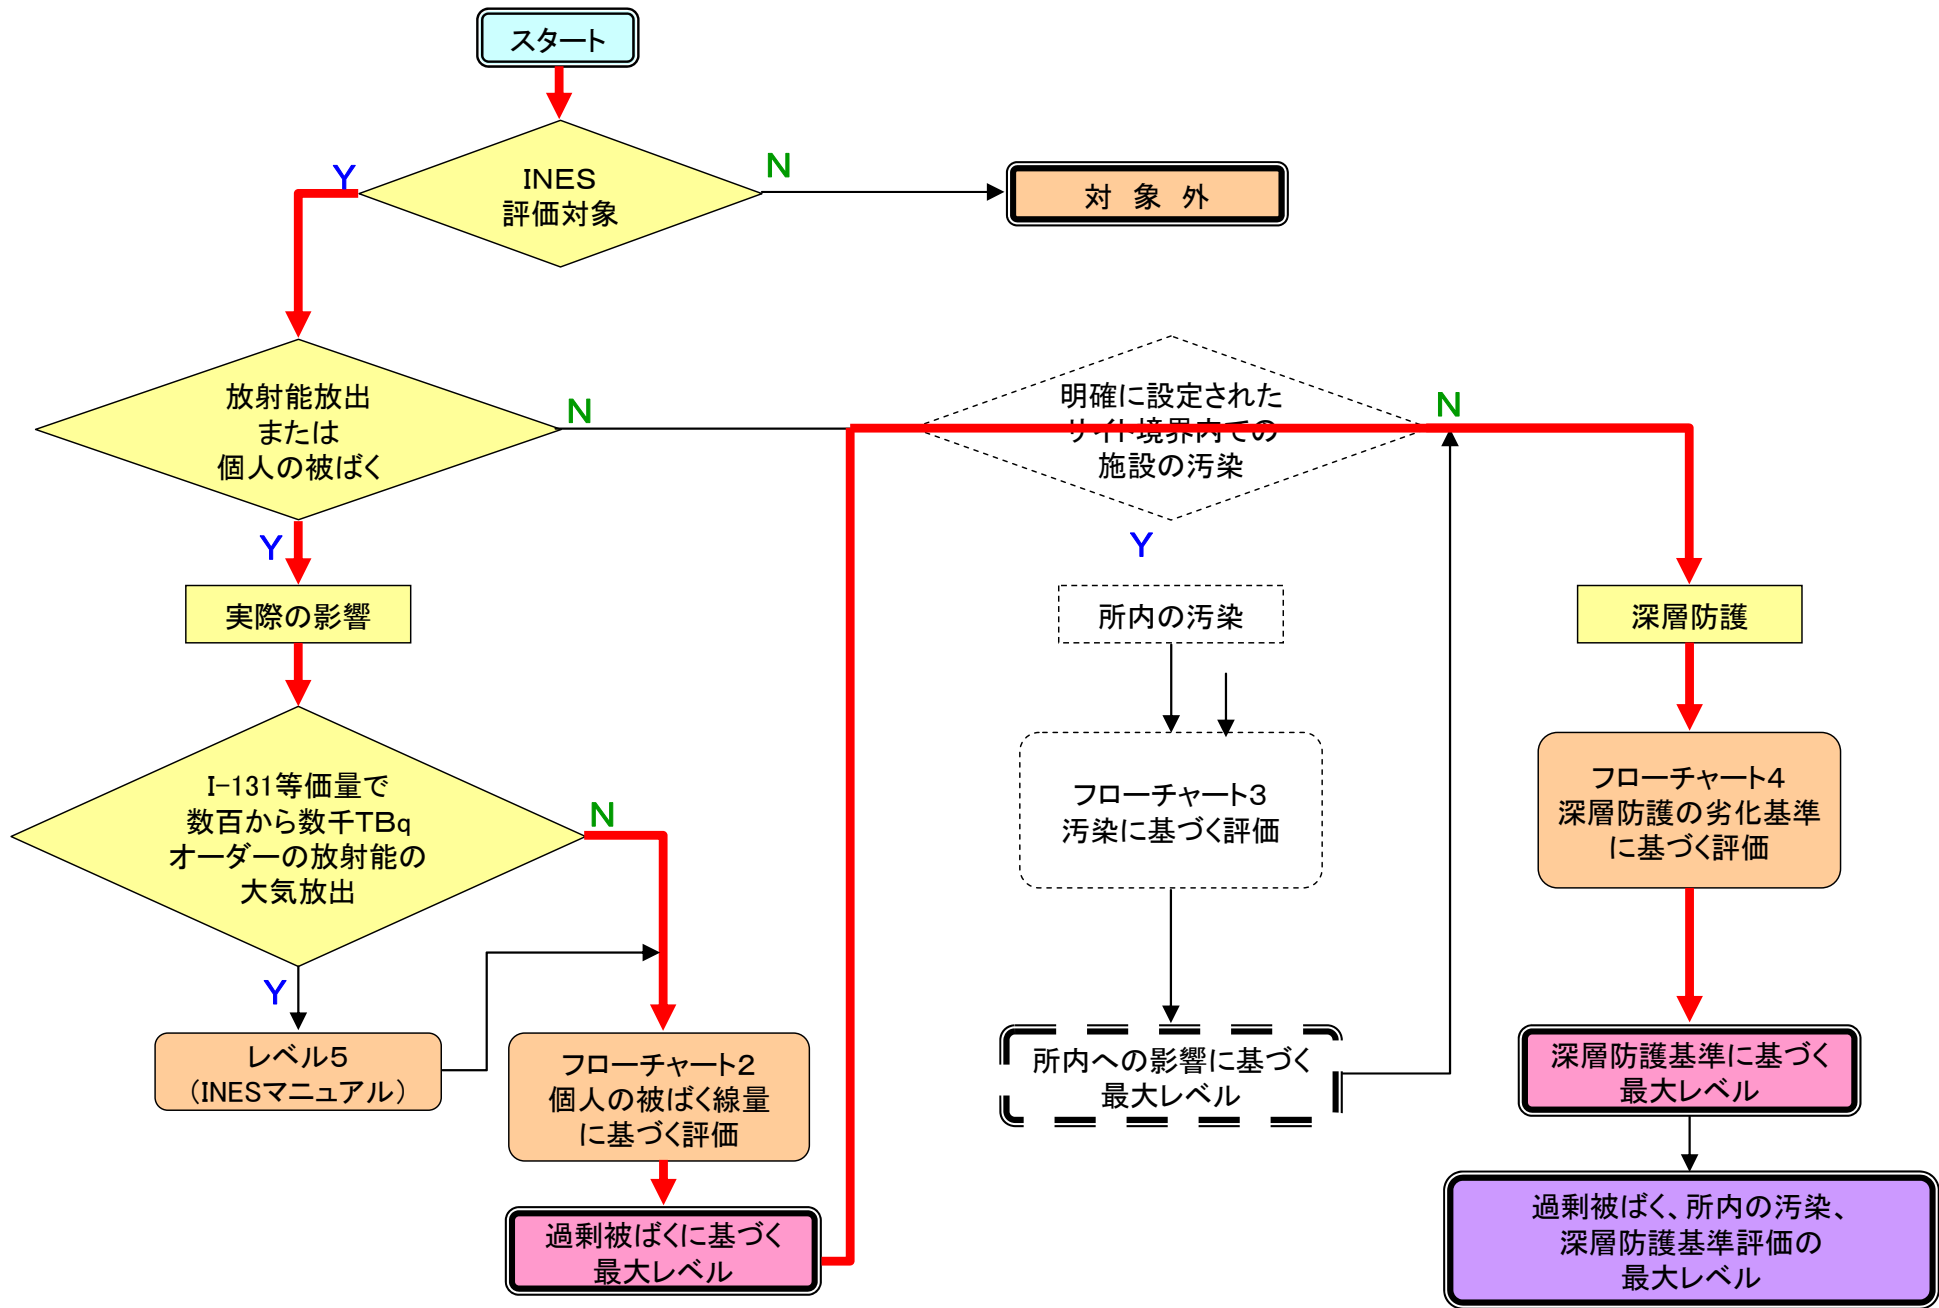 スタート
INES
評価対象
Y
N
対 象 外
放射能放出
または
個人の被ばく
N
明確に設定された
サイト境界内での
施設の汚染
N
Y
Y
実際の影響
所内の汚染
深層防護
I-131等価量で
数百から数千TBq
オーダーの放射能の
大気放出
N
フローチャート3
汚染に基づく評価
フローチャート4
深層防護の劣化基準
に基づく評価
Y
レベル5
(INESマニュアル)
フローチャート2
個人の被ばく線量
に基づく評価
所内への影響に基づく
最大レベル
深層防護基準に基づく
最大レベル
過剰被ばくに基づく
最大レベル
過剰被ばく、所内の汚染、
深層防護基準評価の
最大レベル